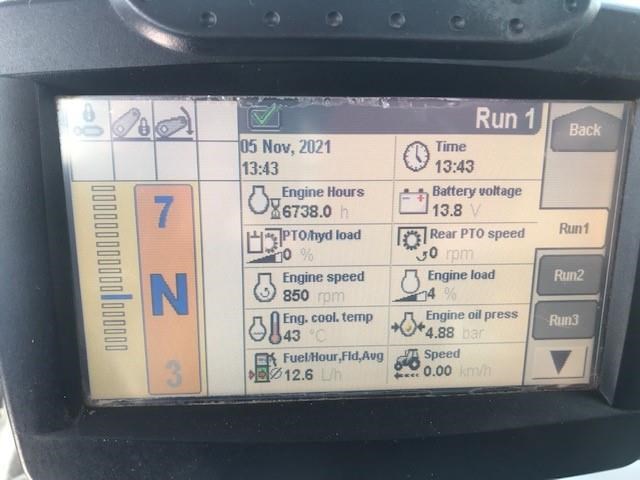 Run 1
Back
05 Nov, 2021
13:43
Time
13:43
Engine Hours
6738.0 h
Battery voltage
13.8 V
PTO/hyd load
0 %
Rear PTO speed
0 rpm
Engine speed
850 rpm
Engine load
4 %
Eng. cool. temp
43 °C
Engine oil press
4.88 bar
Fuel/Hour,Fld,Avg
12.6 L/h
Speed
0.00 km/h
Run1
Run2
Run3
7
N
3